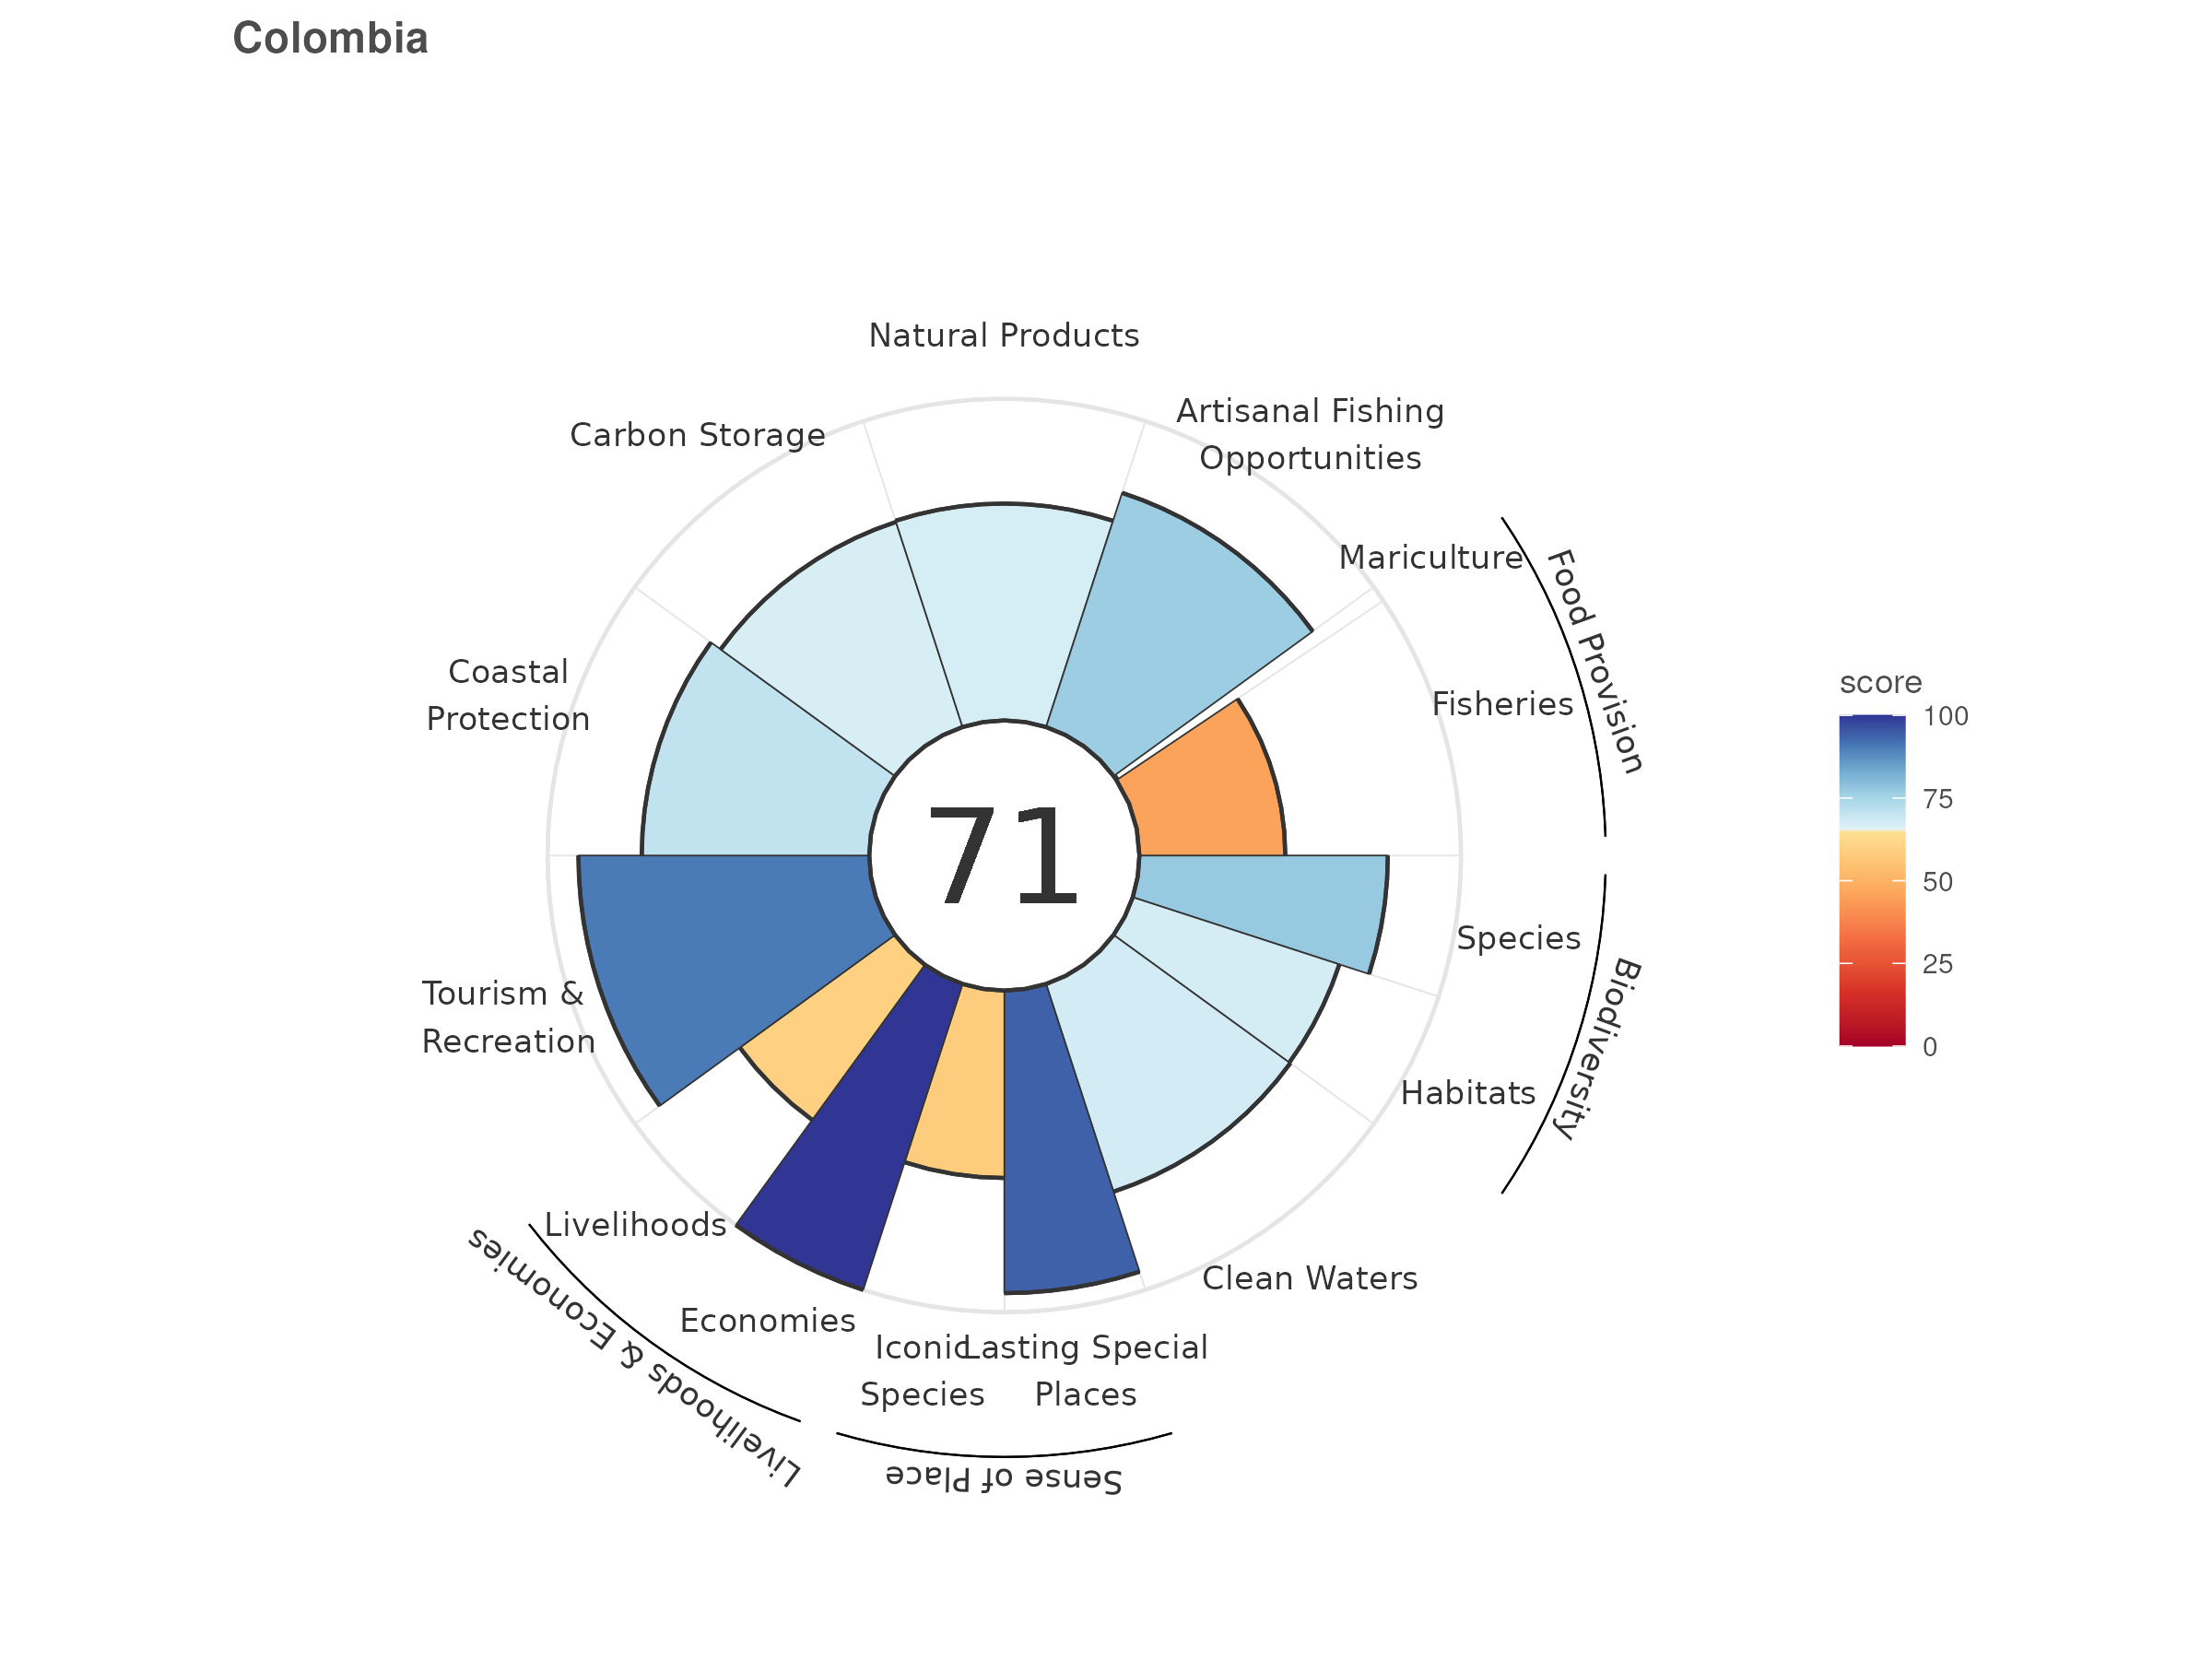 Colombia
Natural Products
Artisanal Fishing
Opportunities
Carbon Storage
Mariculture
Food Provision
Fisheries
Coastal
Protection
score
100
75
50
25
0
71
Species
Biodiversity
Habitats
Tourism &
Recreation
Livelihoods
Livelihoods & Economies
Clean Waters
Economies
Iconic
Species
Lasting Special
Places
Sense of Place